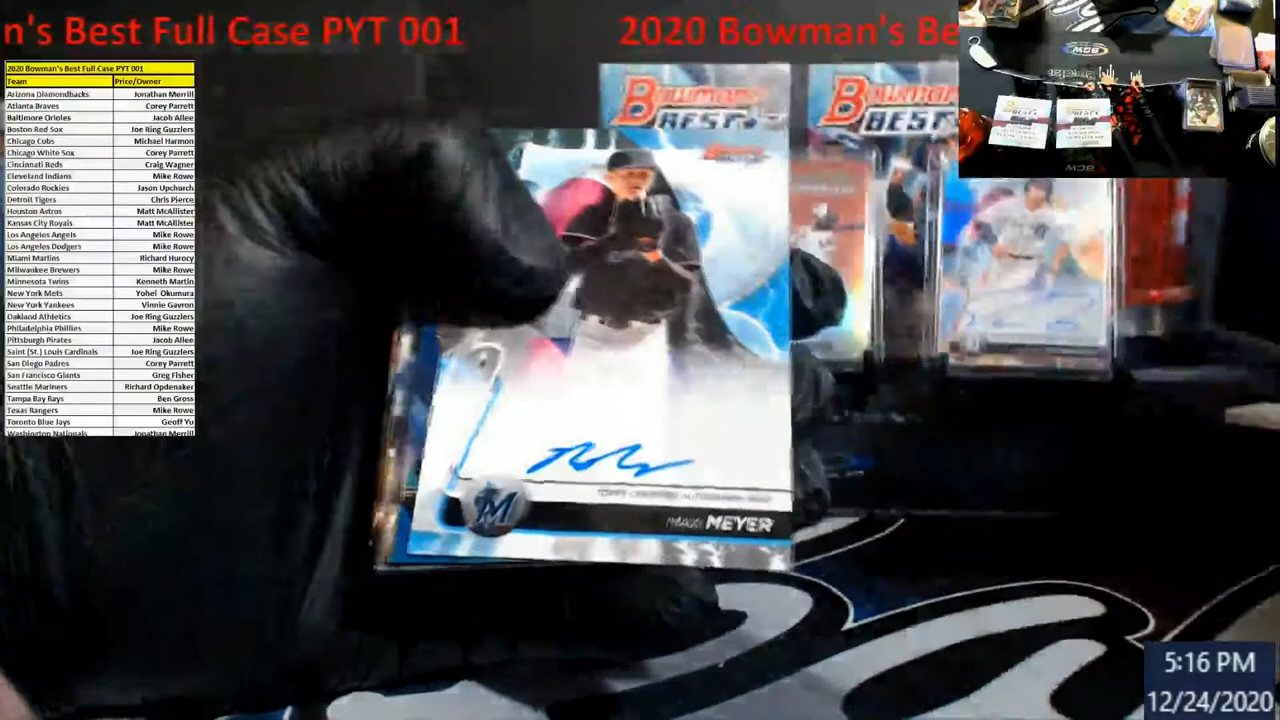 n's Best Full Case PYT 001
2020 Bowman's Be
2020 Bowman's Best Full Case PYT 001
Team Price/Owner
Arizona Diamondbacks Jonathan Merrill
Atlanta Braves Corey Parrett
Baltimore Orioles Jacob Allee
Boston Red Sox Joe Ring Guzzlers
Chicago Cubs Michael Harmon
Chicago White Sox Corey Parrett
Cincinnati Reds Craig Wagner
Cleveland Indians Mike Rowe
Colorado Rockies Jason Upchurch
Detroit Tigers Chris Pierce
Houston Astros Matt McAllister
Kansas City Royals Matt McAllister
Los Angeles Angels Mike Rowe
Los Angeles Dodgers Mike Rowe
Miami Marlins Richard Hurocy
Milwaukee Brewers Mike Rowe
Minnesota Twins Kenneth Martin
New York Mets Yohei Okumura
New York Yankees Vinnie Gavron
Oakland Athletics Joe Ring Guzzlers
Philadelphia Phillies Mike Rowe
Pittsburgh Pirates Jacob Allee
Saint (St.) Louis Cardinals Joe Ring Guzzlers
San Diego Padres Corey Parrett
San Francisco Giants Greg Fisher
Seattle Mariners Richard Opdenaker
Tampa Bay Rays Ben Gross
Texas Rangers Mike Rowe
Toronto Blue Jays Geoff Yu
Washington Nationals Jonathan Merrill
Bowman's
BEST
Bowman
BEST
M
MAX MEYER
5:16 PM
12/24/2020